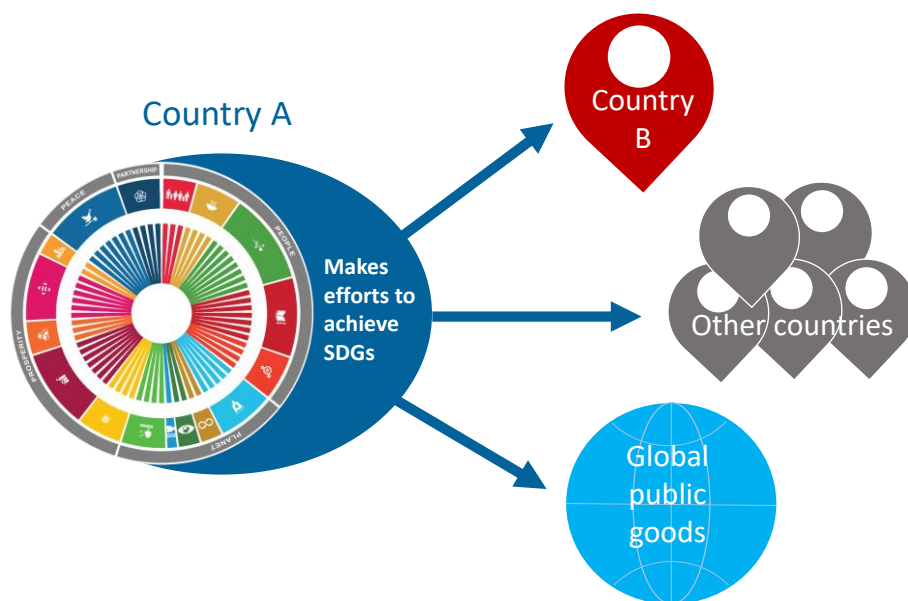 Country A
PARTNERSHIP
PEACE
PEOPLE
PROSPERITY
PLANET
Makes
efforts to
achieve
SDGs
Country
B
Other countries
Global
public
goods